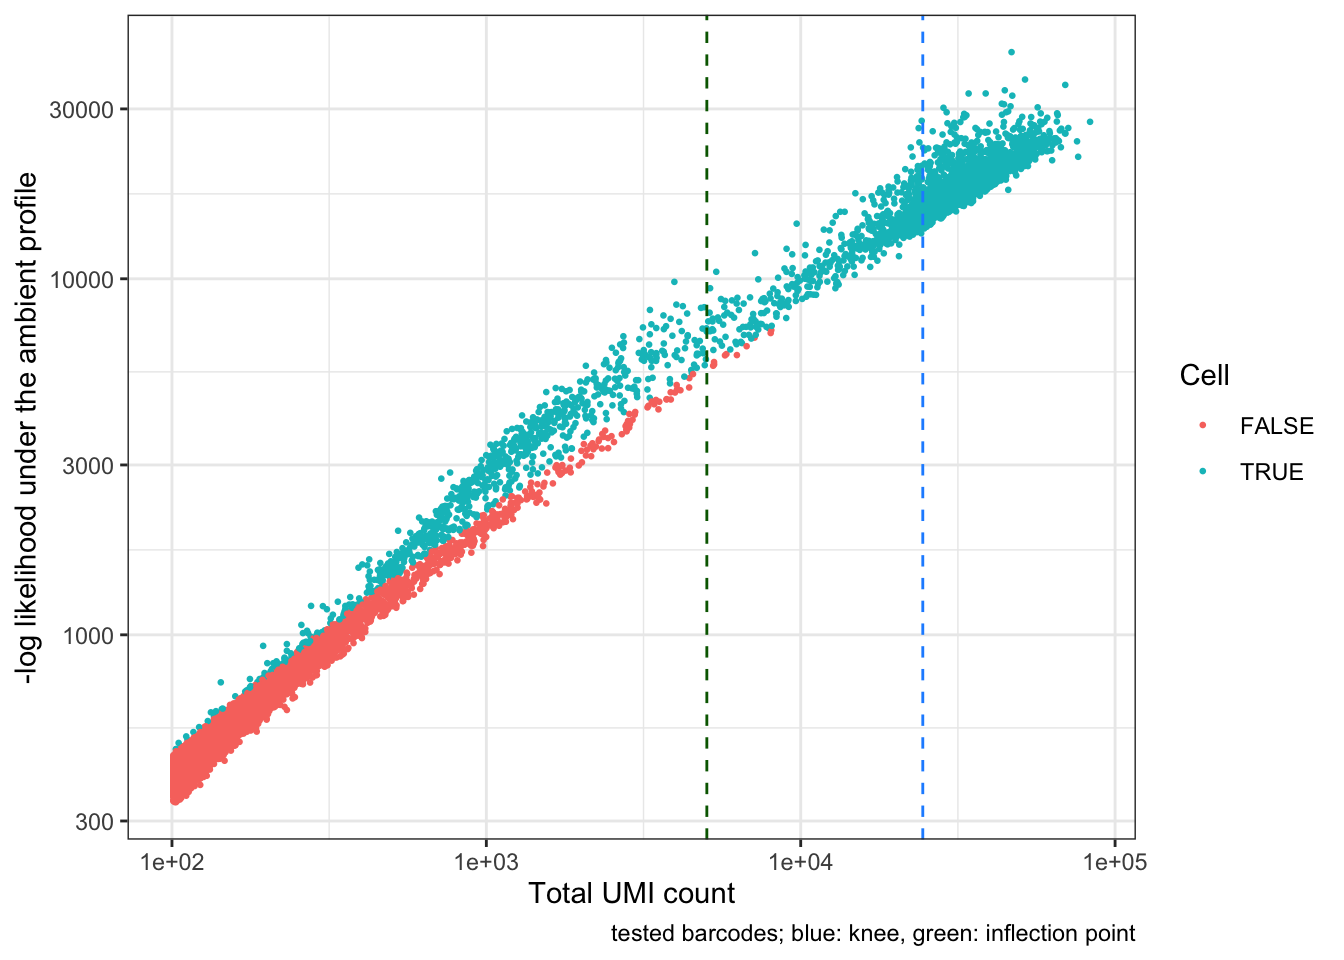 -log likelihood under the ambient profile
30000
10000
3000
1000
300
1e+02
1e+03
1e+04
1e+05
Total UMI count
tested barcodes; blue: knee, green: inflection point
Cell
FALSE
TRUE